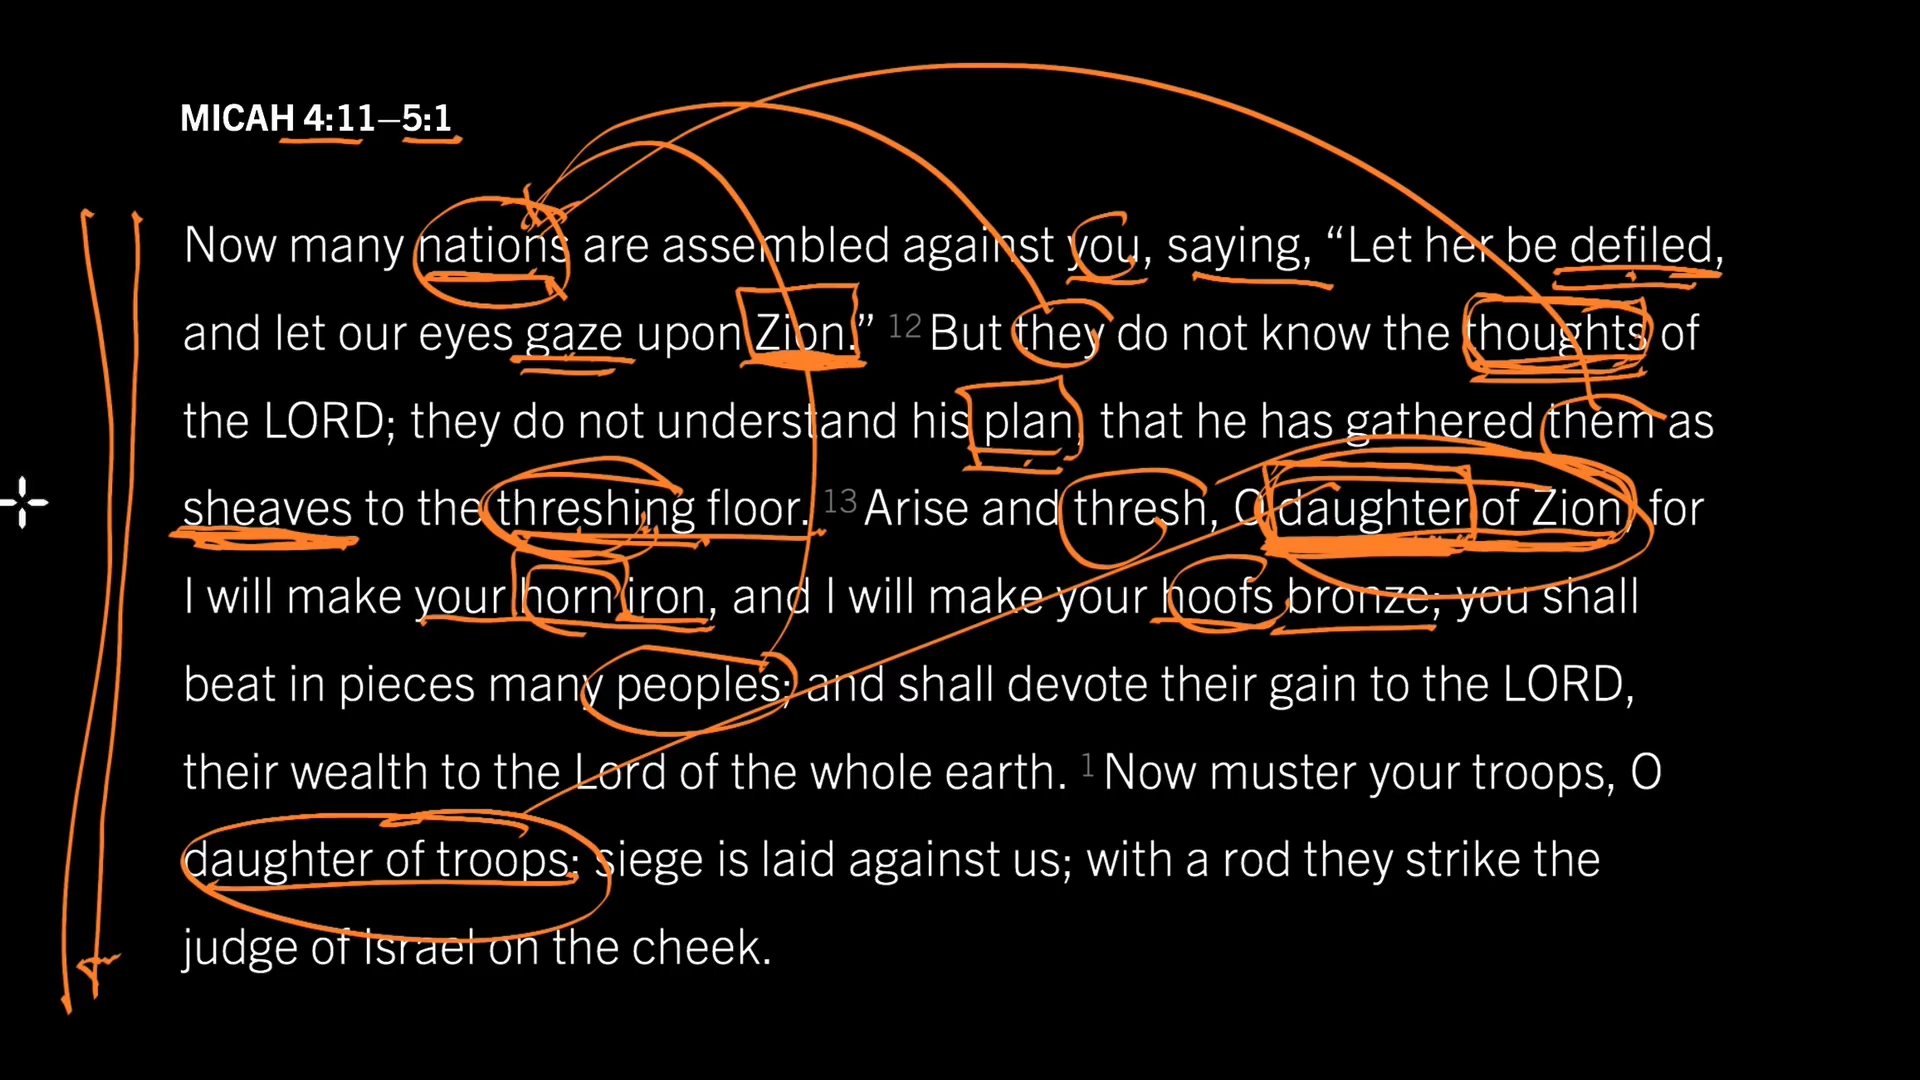 MICAH 4:11–5:1
Now many nations are assembled against you, saying, “Let her be defiled,
and let our eyes gaze upon Zion.” 12 But they do not know the thoughts of
the LORD; they do not understand his plan, that he has gathered them as
sheaves to the threshing floor. 13 Arise and thresh, O daughter of Zion, for
I will make your horn iron, and I will make your hoofs bronze; you shall
beat in pieces many peoples; and shall devote their gain to the LORD,
their wealth to the Lord of the whole earth. 1 Now muster your troops, O
daughter of troops; siege is laid against us; with a rod they strike the
judge of Israel on the cheek.